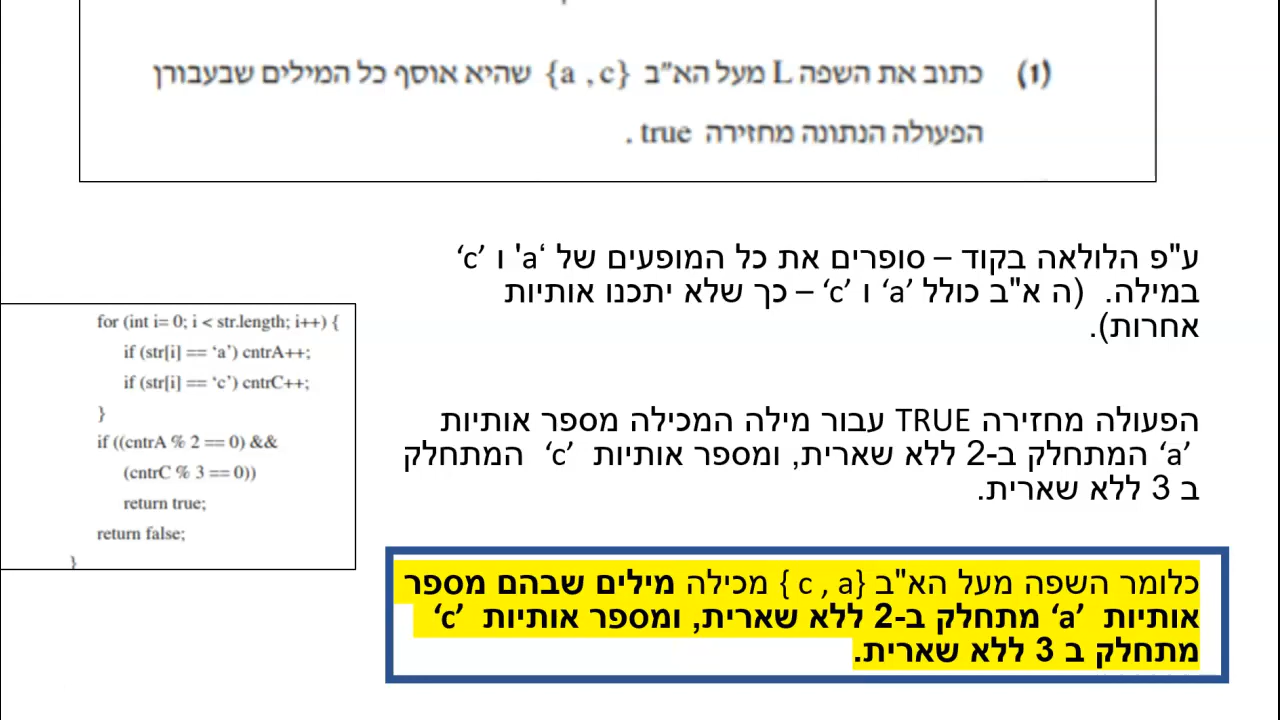 (1) כתוב את השפה L מעל הא"ב {a , c} שהיא אוסף כל המילים שבעבורן
הפעולה הנתונה מחזירה true .
ע"פ הלולאה בקוד – סופרים את כל המופעים של ‘a' ו ‘c’
במילה. (ה א"ב כולל ‘a’ ו ‘c’ – כך שלא יתכנו אותיות
אחרות).
for (int i= 0; i < str.length; i++) {
if (str[i] == ‘a’) cntrA++;
if (str[i] == ‘c’) cntrC++;
}
if ((cntrA % 2 == 0) &&
(cntrC % 3 == 0))
return true;
return false;
}
הפעולה מחזירה TRUE עבור מילה המכילה מספר אותיות
‘a’ המתחלק ב-2 ללא שארית, ומספר אותיות ‘c’ המתחלק
ב 3 ללא שארית.
כלומר השפה מעל הא"ב {c , a } מכילה מילים שבהם מספר
אותיות ‘a’ מתחלק ב-2 ללא שארית, ומספר אותיות ‘c’
מתחלק ב 3 ללא שארית.